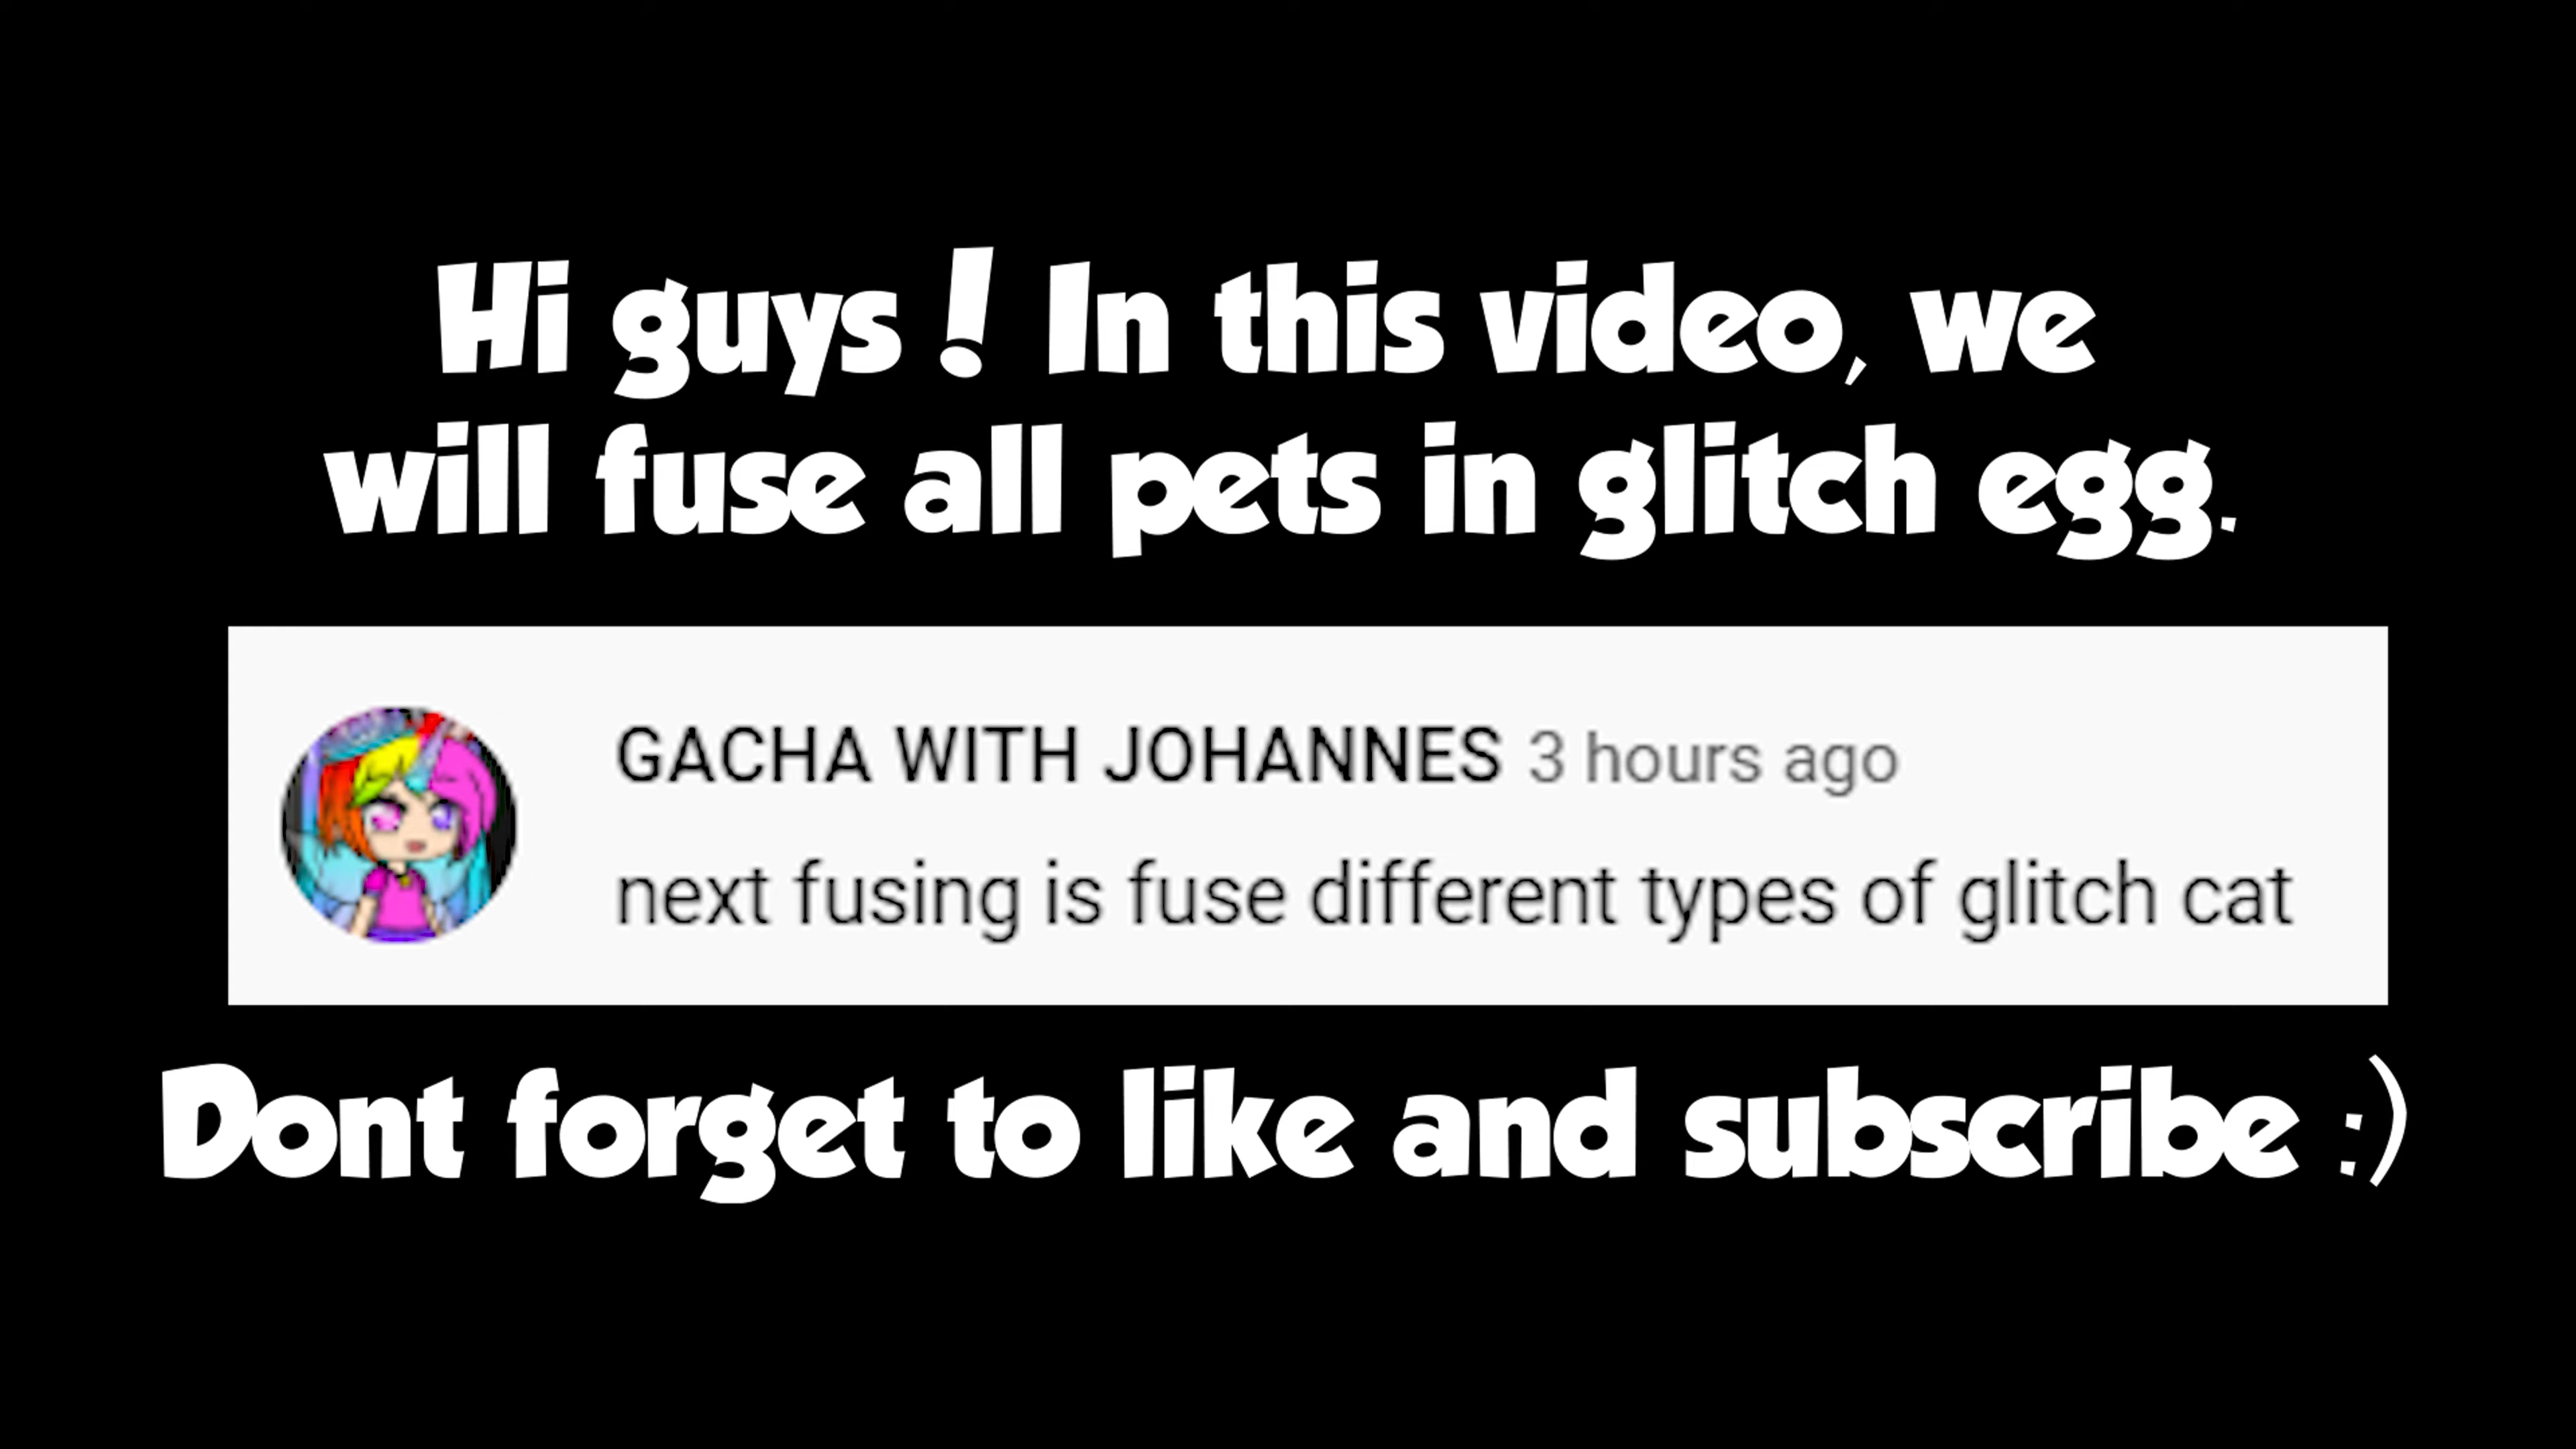 Hi guys! In this video, we
will fuse all pets in glitch egg.
GACHA WITH JOHANNES 3 hours ago
next fusing is fuse different types of glitch cat
Dont forget to like and subscribe :)